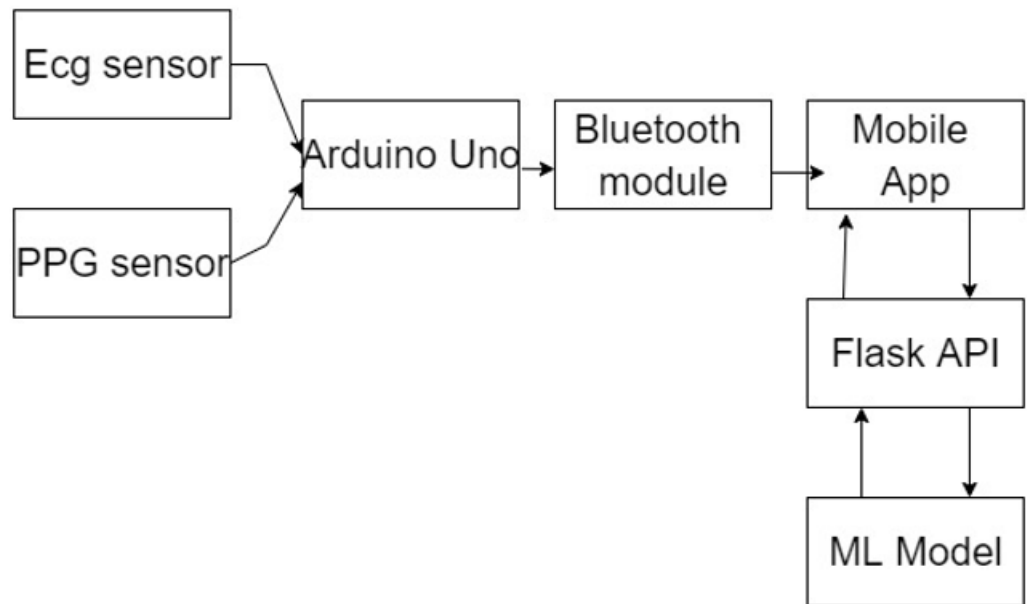 Ecg sensor
PPG sensor
Arduino Uno
Bluetooth
module
Mobile
App
Flask API
ML Model